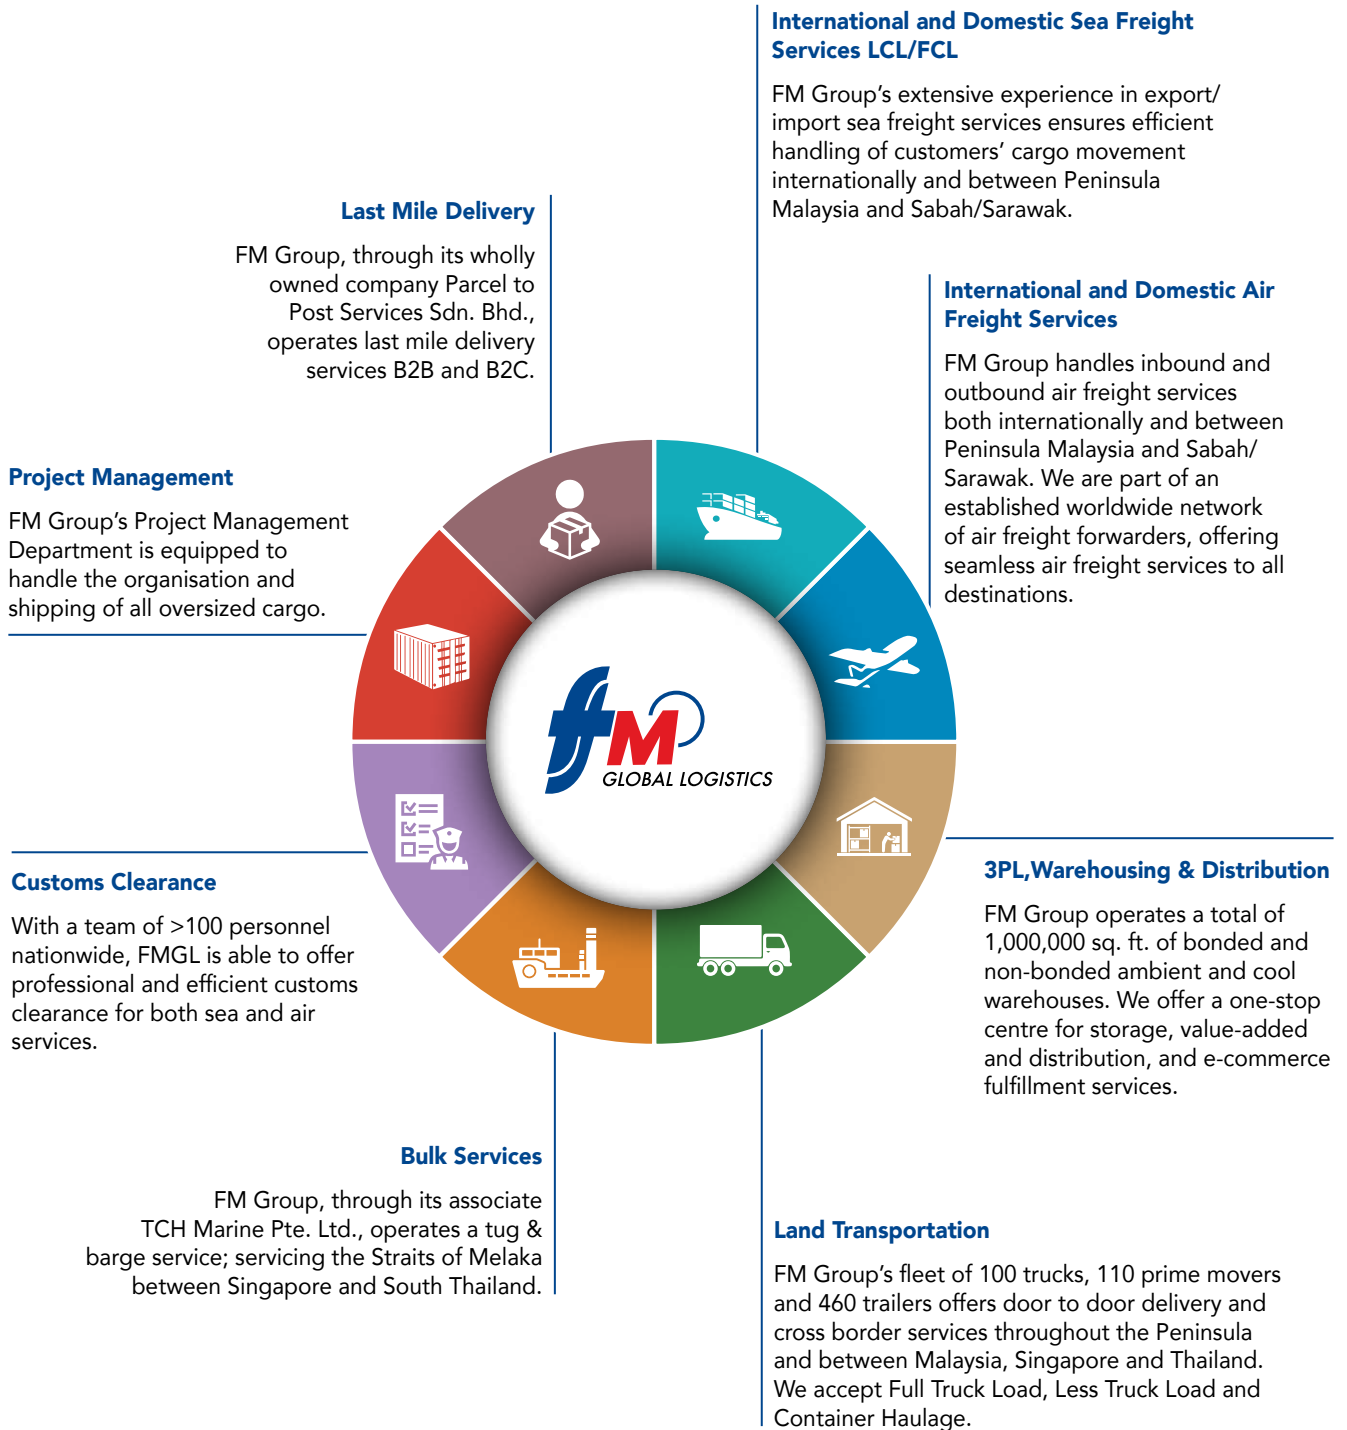 International and Domestic Sea Freight
Services LCL/FCL
FM Group's extensive experience in export/
import sea freight services ensures efficient
handling of customers' cargo movement
internationally and between Peninsula
Malaysia and Sabah/Sarawak.
Last Mile Delivery
FM Group, through its wholly
owned company Parcel to
Post Services Sdn. Bhd.,
operates last mile delivery
services B2B and B2C.
International and Domestic Air
Freight Services
FM Group handles inbound and
outbound air freight services
both internationally and between
Peninsula Malaysia and Sabah/
Sarawak. We are part of an
established worldwide network
of air freight forwarders, offering
seamless air freight services to all
destinations.
Project Management
FM Group's Project Management
Department is equipped to
handle the organisation and
shipping of all oversized cargo.
fM
GLOBAL LOGISTICS
Customs Clearance
With a team of >100 personnel
nationwide, FMGL is able to offer
professional and efficient customs
clearance for both sea and air
services.
3PL,Warehousing & Distribution
FM Group operates a total of
1,000,000 sq. ft. of bonded and
non-bonded ambient and cool
warehouses. We offer a one-stop
centre for storage, value-added
and distribution, and e-commerce
fulfillment services.
Bulk Services
FM Group, through its associate
TCH Marine Pte. Ltd., operates a tug &
barge service; servicing the Straits of Melaka
between Singapore and South Thailand.
Land Transportation
FM Group's fleet of 100 trucks, 110 prime movers
and 460 trailers offers door to door delivery and
cross border services throughout the Peninsula
and between Malaysia, Singapore and Thailand.
We accept Full Truck Load, Less Truck Load and
Container Haulage.